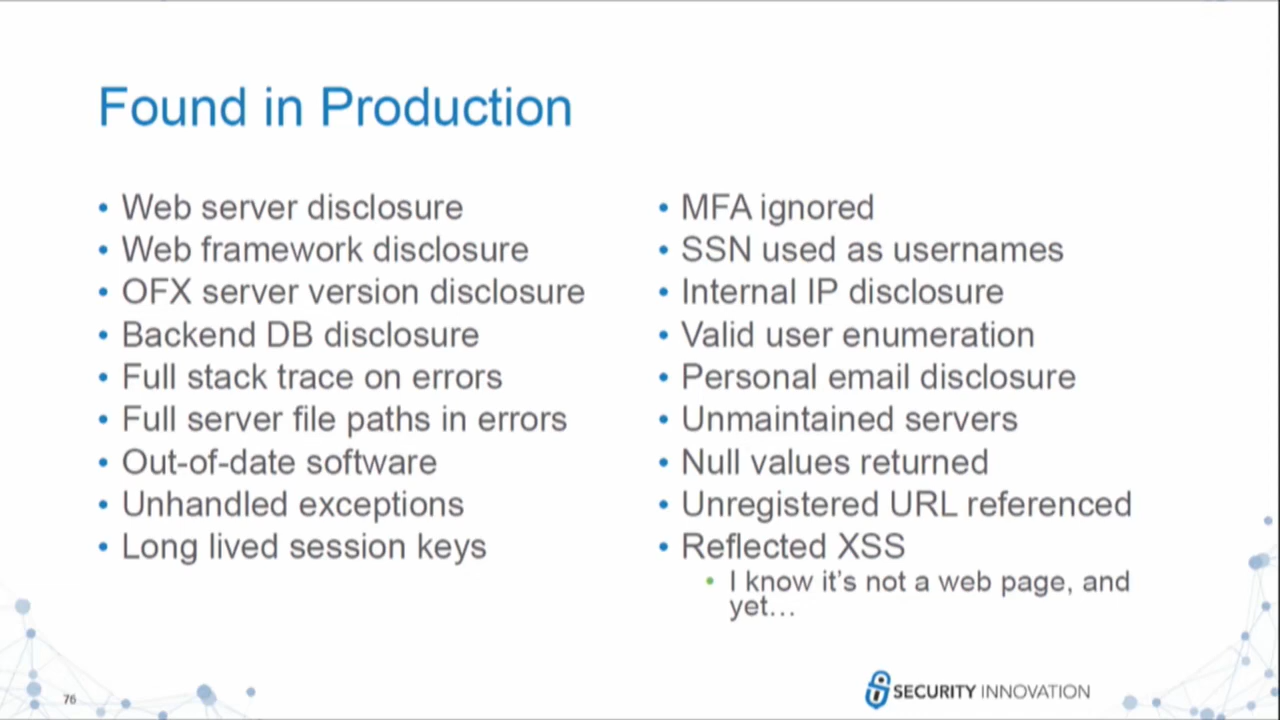 Found in Production
• Web server disclosure
• Web framework disclosure
• OFX server version disclosure
• Backend DB disclosure
• Full stack trace on errors
• Full server file paths in errors
• Out-of-date software
• Unhandled exceptions
• Long lived session keys
• MFA ignored
• SSN used as usernames
• Internal IP disclosure
• Valid user enumeration
• Personal email disclosure
• Unmaintained servers
• Null values returned
• Unregistered URL referenced
• Reflected XSS
• I know it’s not a web page, and
yet…
76
SECURITY INNOVATION